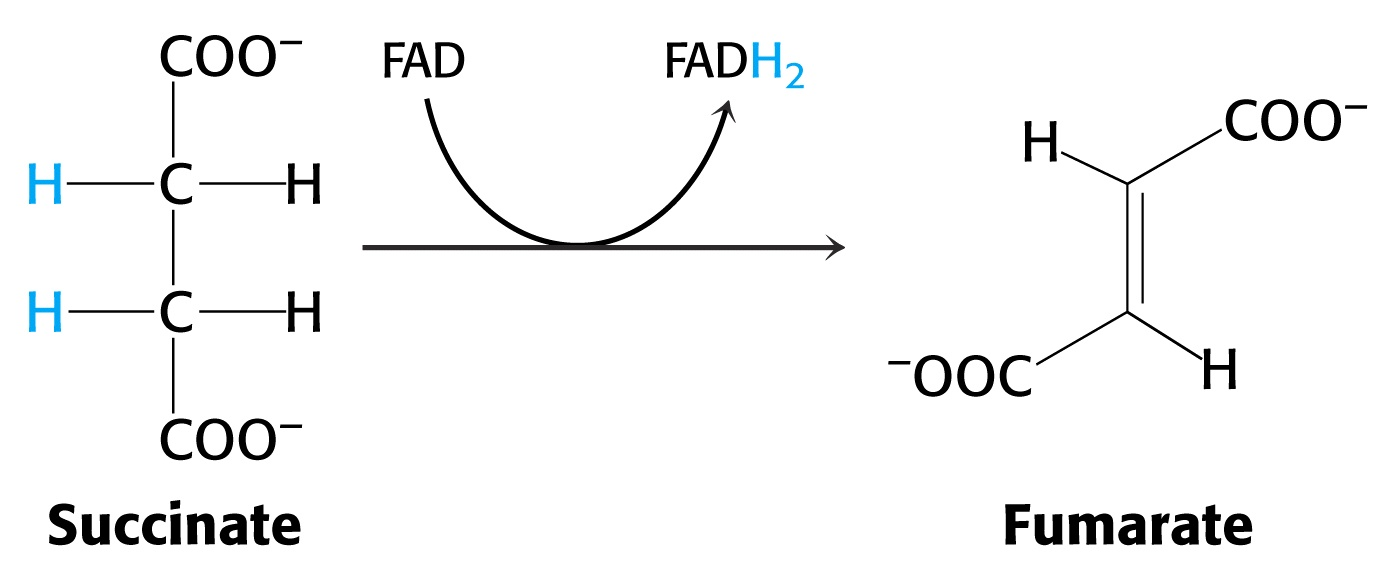 COO⁻
FAD
FADH₂
H C H
H C H
COO⁻
Succinate
H
COO⁻
⁻OOC
H
Fumarate